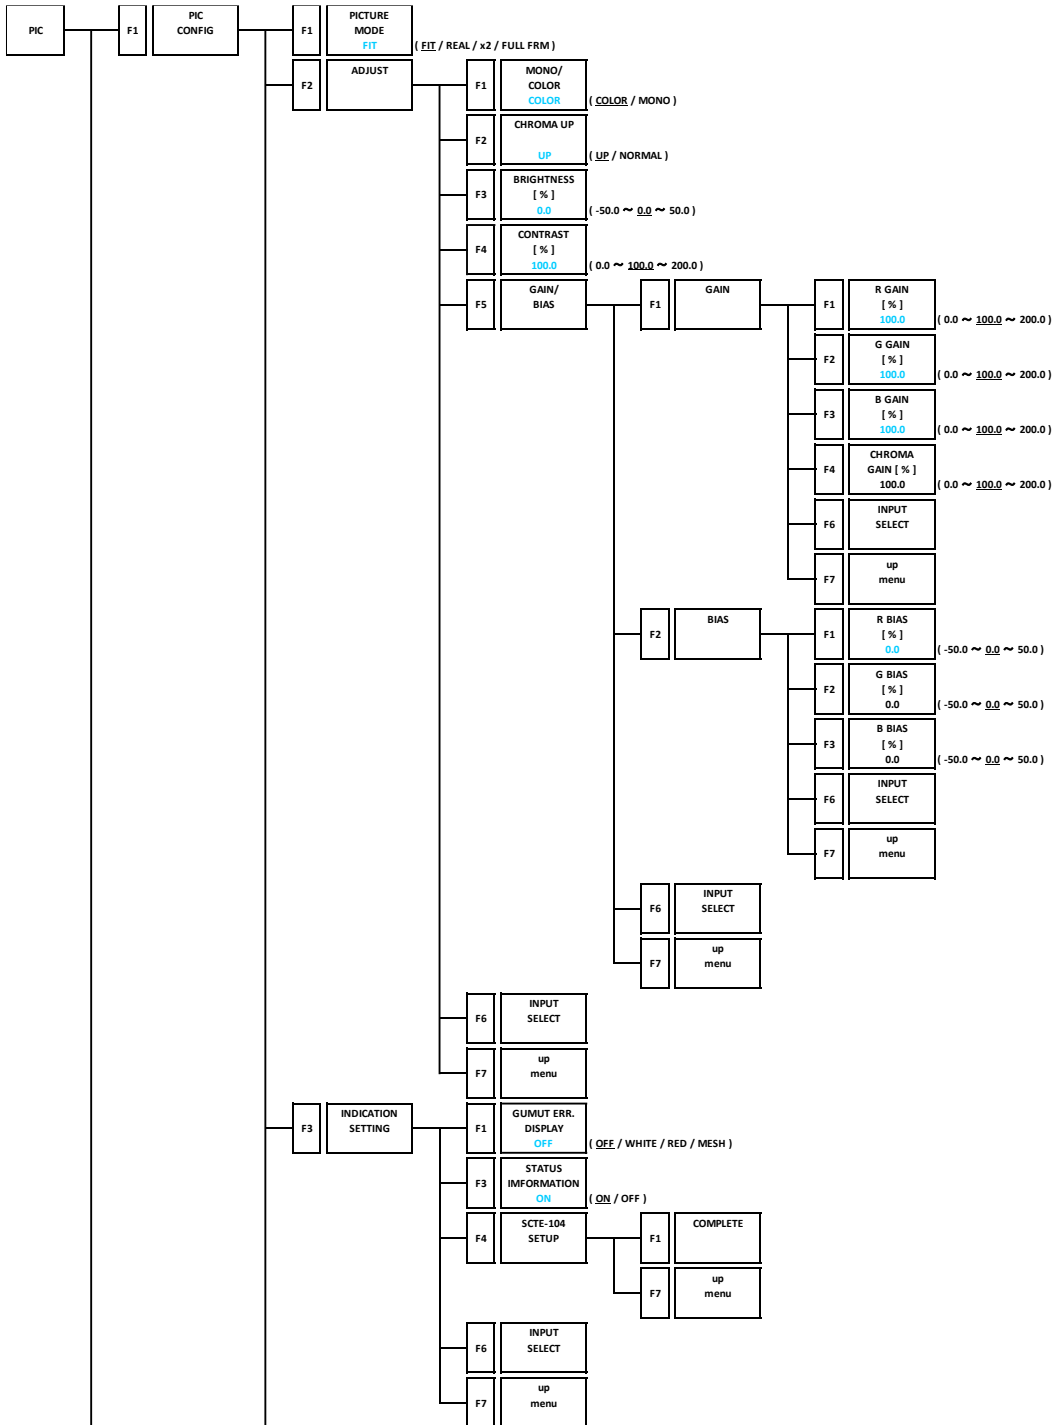 PIC
F1
PIC
CONFIG
F1
PICTURE
MODE
FIT
( FIT / REAL / x2 / FULL FRM )
F2
ADJUST
F1
MONO/
COLOR
COLOR
( COLOR / MONO )
F2
CHROMA UP
UP
( UP / NORMAL )
F3
BRIGHTNESS
[ % ]
0.0
( -50.0 ~ 0.0 ~ 50.0 )
F4
CONTRAST
[ % ]
100.0
( 0.0 ~ 100.0 ~ 200.0 )
F5
GAIN/
BIAS
F1
GAIN
F1
R GAIN
[ % ]
100.0
( 0.0 ~ 100.0 ~ 200.0 )
F2
G GAIN
[ % ]
100.0
( 0.0 ~ 100.0 ~ 200.0 )
F3
B GAIN
[ % ]
100.0
( 0.0 ~ 100.0 ~ 200.0 )
F4
CHROMA
GAIN [ % ]
100.0
( 0.0 ~ 100.0 ~ 200.0 )
F6
INPUT
SELECT
F7
up
menu
F2
BIAS
F1
R BIAS
[ % ]
0.0
( -50.0 ~ 0.0 ~ 50.0 )
F2
G BIAS
[ % ]
0.0
( -50.0 ~ 0.0 ~ 50.0 )
F3
B BIAS
[ % ]
0.0
( -50.0 ~ 0.0 ~ 50.0 )
F6
INPUT
SELECT
F7
up
menu
F6
INPUT
SELECT
F7
up
menu
F6
INPUT
SELECT
F7
up
menu
F3
INDICATION
SETTING
F1
GUMUT ERR.
DISPLAY
OFF
( OFF / WHITE / RED / MESH )
F3
STATUS
IMFORMATION
ON
( ON / OFF )
F4
SCTE-104
SETUP
F1
COMPLETE
F7
up
menu
F6
INPUT
SELECT
F7
up
menu